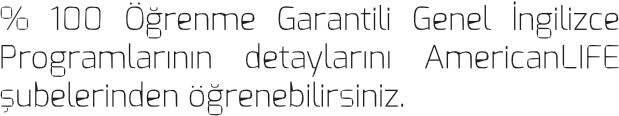 % 100 Öğrenme Garantili Genel İngilizce
Programlarının detaylarını AmericanLIFE
şubelerinden öğrenebilirsiniz.